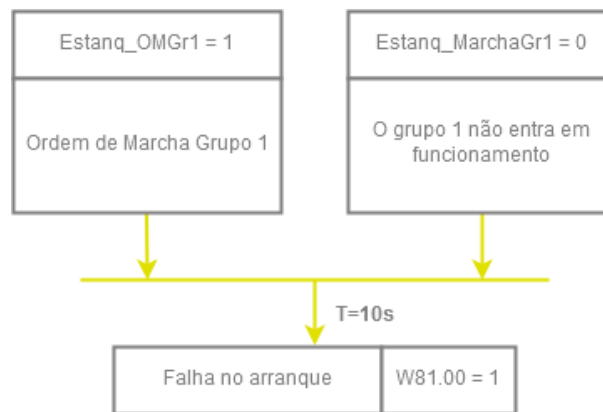 Estanq_OMGr1 = 1
Estanq_MarchaGr1 = 0
Ordem de Marcha Grupo 1
O grupo 1 não entra em
funcionamento
T=10s
Falha no arranque
W81.00 = 1